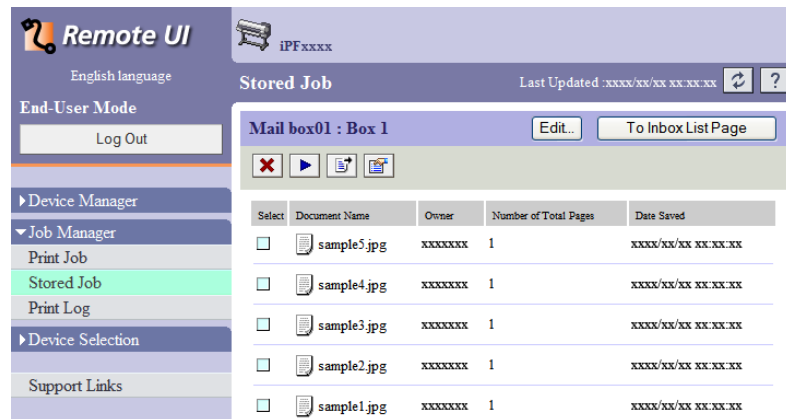 Remote UI
English language
End-User Mode
Log Out
Device Manager
Job Manager
Print Job
Stored Job
Print Log
Device Selection
Support Links
iPFxxxx
Stored Job Last Updated :xxxx/xx/xx xx:xx:xx ?
Mail box01 : Box 1 Edit... To Inbox List Page
Select Document Name Owner Number of Total Pages Date Saved
sample5.jpg xxxxxxx 1 xxxx/xx/xx xx:xx:xx
sample4.jpg xxxxxxx 1 xxxx/xx/xx xx:xx:xx
sample3.jpg xxxxxxx 1 xxxx/xx/xx xx:xx:xx
sample2.jpg xxxxxxx 1 xxxx/xx/xx xx:xx:xx
sample1.jpg xxxxxxx 1 xxxx/xx/xx xx:xx:xx